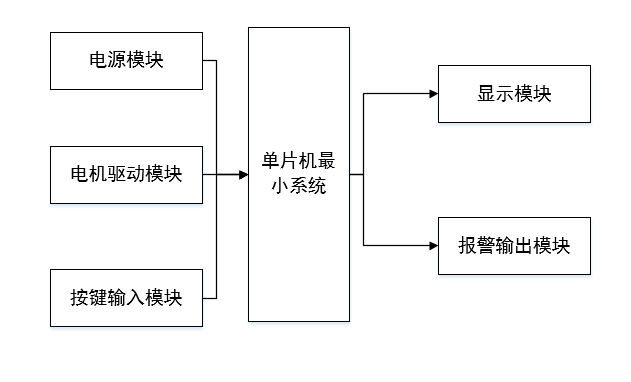 电源模块
电机驱动模块
按键输入模块
单片机最
小系统
显示模块
报警输出模块